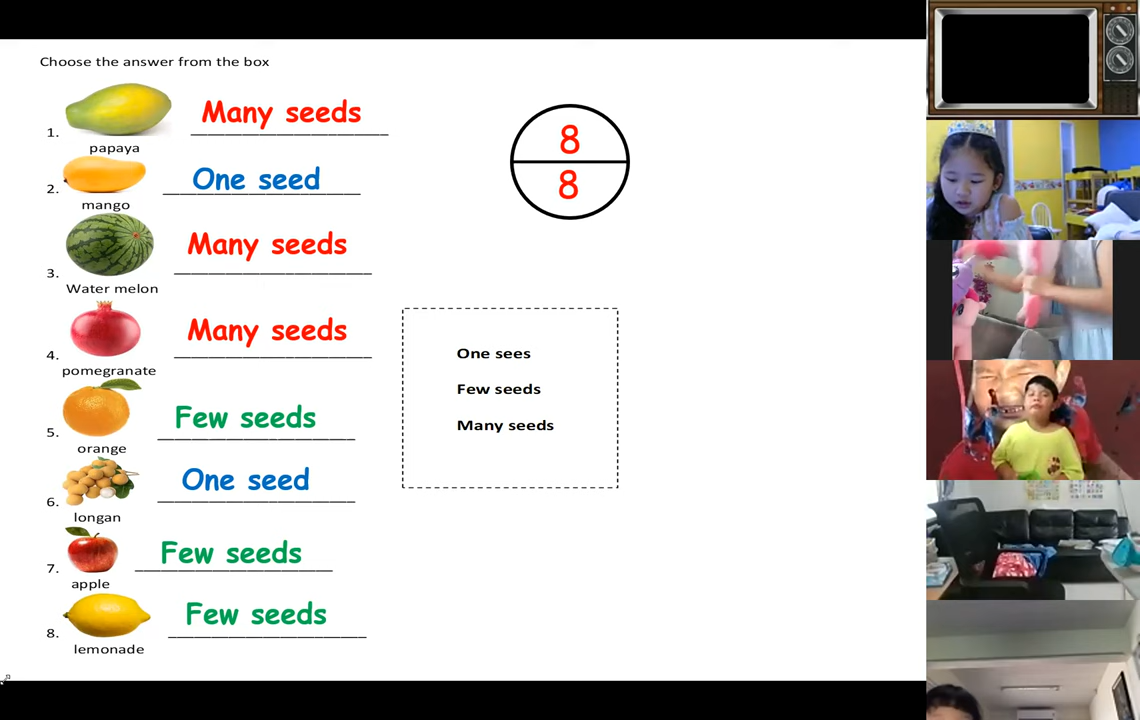 Choose the answer from the box
1. Many seeds
papaya
2. One seed
mango
3. Many seeds
Water melon
4. Many seeds
pomegranate
5. Few seeds
orange
6. One seed
longan
7. Few seeds
apple
8. Few seeds
lemonade
8
8
One sees
Few seeds
Many seeds